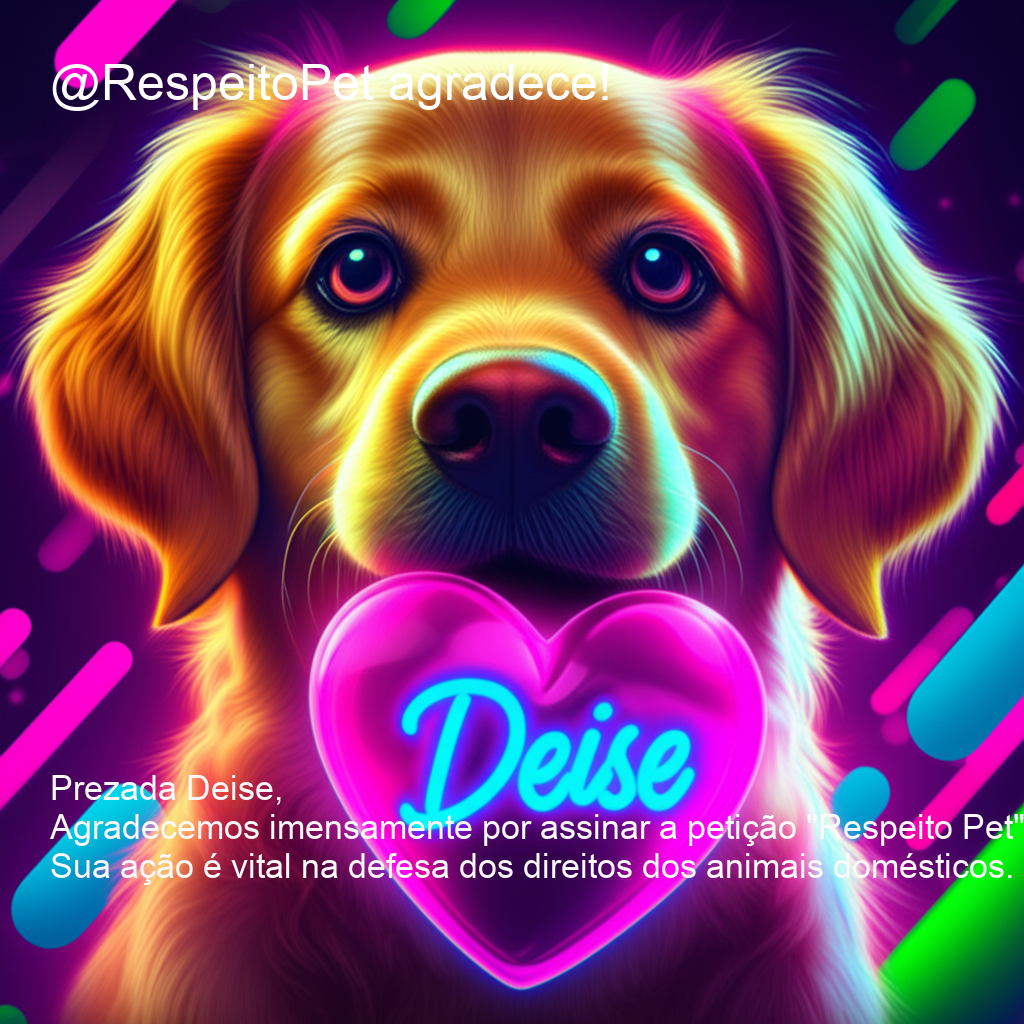 @RespeitoPet agradece!
Deise
Prezada Deise,
Agradecemos imensamente por assinar a petição "Respeito Pet"
Sua ação é vital na defesa dos direitos dos animais domésticos.